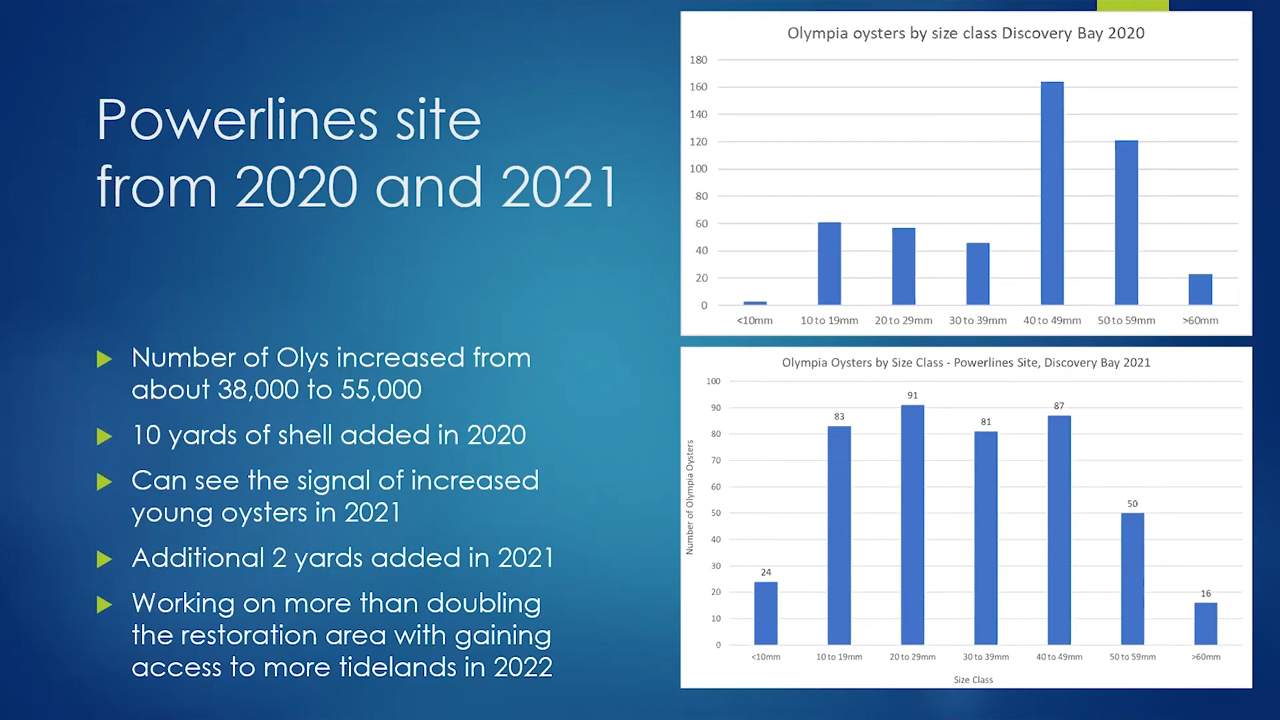 Powerlines site
from 2020 and 2021
Number of Olys increased from
about 38,000 to 55,000
10 yards of shell added in 2020
Can see the signal of increased
young oysters in 2021
Additional 2 yards added in 2021
Working on more than doubling
the restoration area with gaining
access to more tidelands in 2022
Olympia oysters by size class Discovery Bay 2020
180
160
140
120
100
80
60
40
20
0
<10mm 10 to 19mm 20 to 29mm 30 to 39mm 40 to 49mm 50 to 59mm >60mm
Olympia Oysters by Size Class - Powerlines Site, Discovery Bay 2021
Number of Olympia Oysters
100
90
80
70
60
50
40
30
20
10
0
24 83 91 81 87 50 16
<10mm 10 to 19mm 20 to 29mm 30 to 39mm 40 to 49mm 50 to 59mm >60mm
Size Class